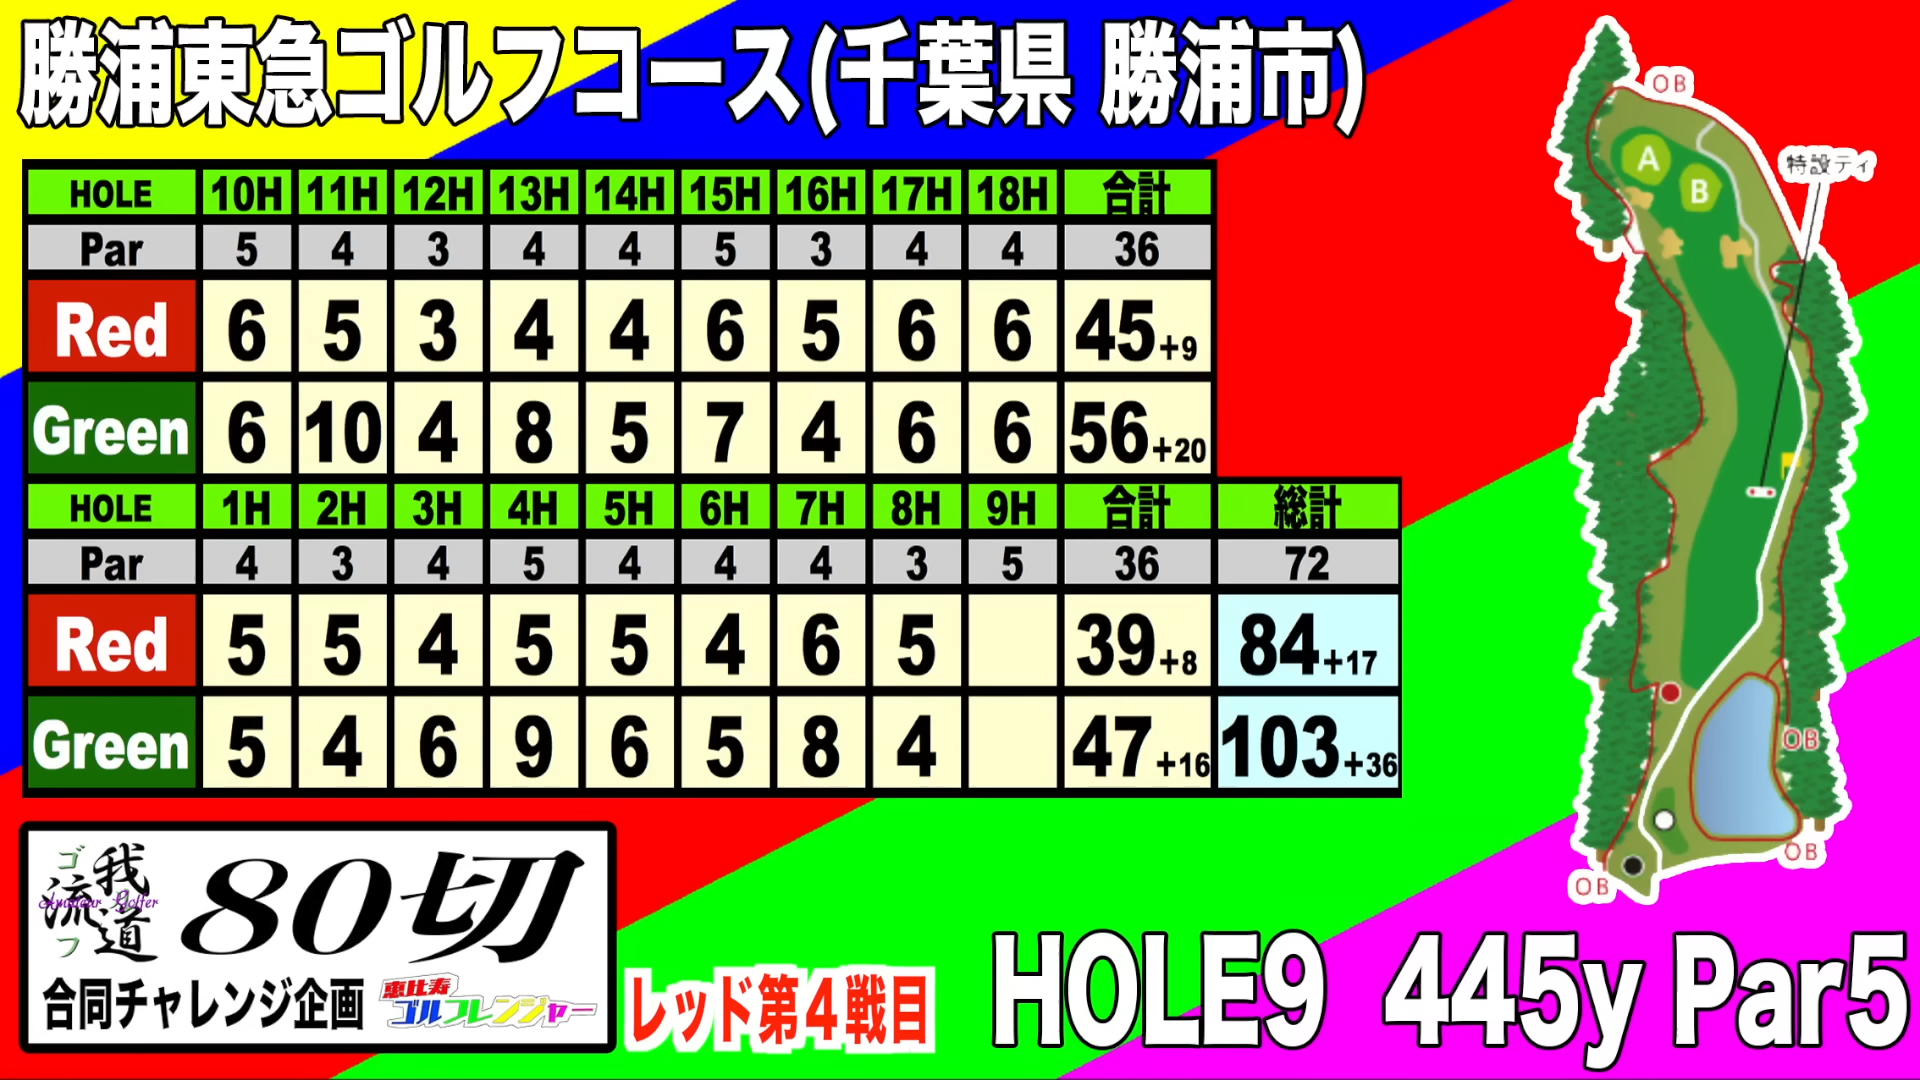 勝浦東急ゴルフコース(千葉県 勝浦市)
HOLE 10H 11H 12H 13H 14H 15H 16H 17H 18H 合計
Par 5 4 3 4 4 5 3 4 4 36
Red 6 5 3 4 4 6 5 6 6 45+9
Green 6 10 4 8 5 7 4 6 6 56+20
HOLE 1H 2H 3H 4H 5H 6H 7H 8H 9H 合計 総計
Par 4 3 4 5 4 4 4 3 5 36 72
Red 5 5 4 5 5 4 6 5 39+8 84+17
Green 5 4 6 9 6 5 8 4 47+16 103+36
OB
A
B
特設ティ
OB
OB
OB
ゴルフ
我流道
Amateur Golfer
80切
合同チャレンジ企画
恵比寿
ゴルフレンジャー
レッド第4戦目
HOLE9 445y Par5